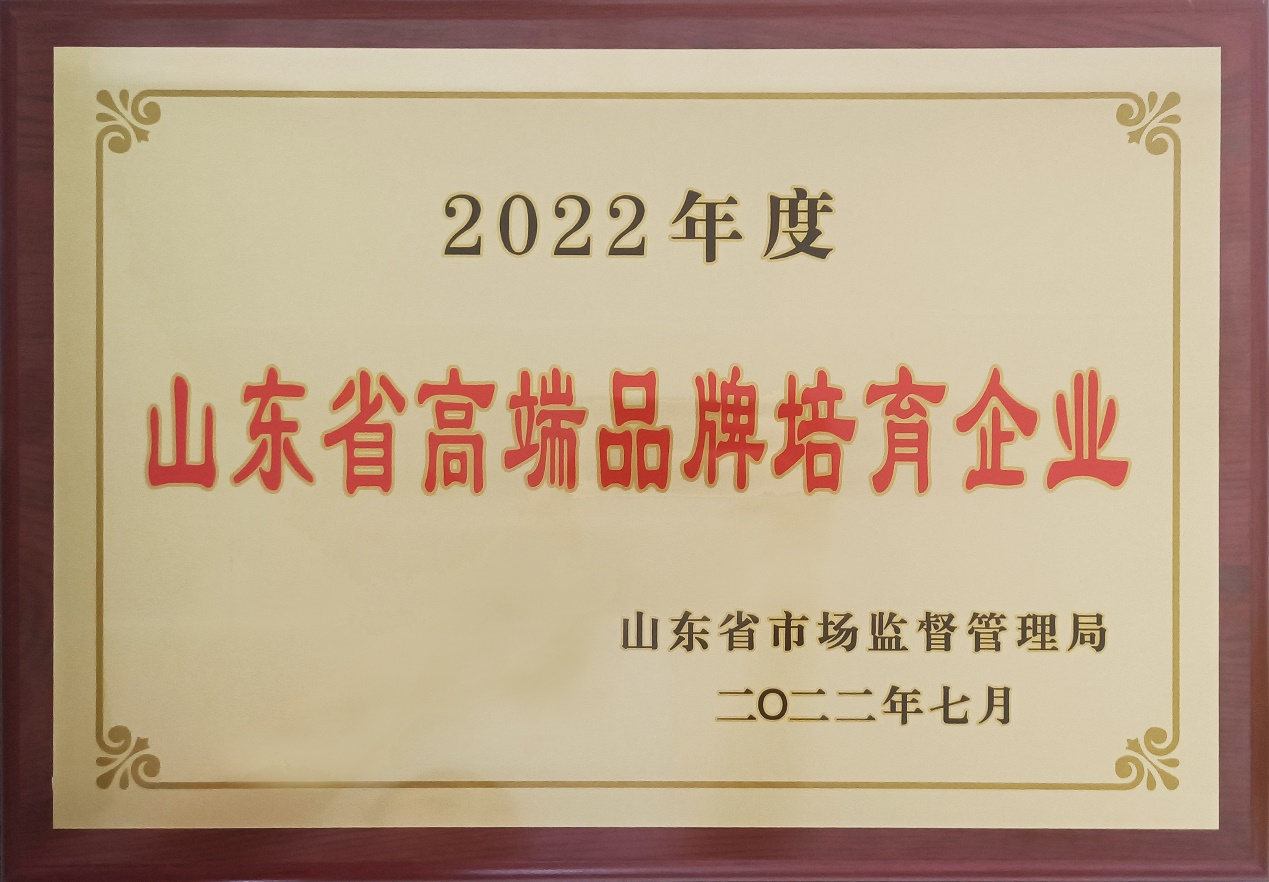 2022年度
山东省高端品牌培育企业
山东省市场监督管理局
二〇二二年七月